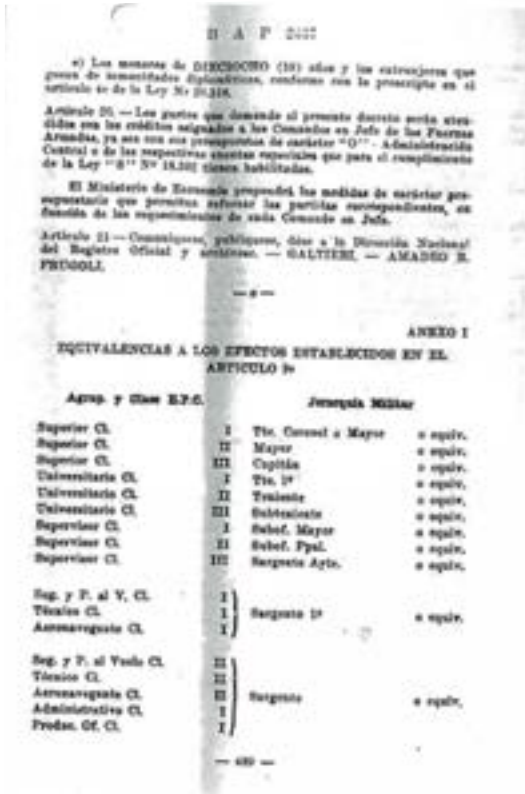 B A P
e) Los menores de DIECIOCHO (18) años y los extranjeros que
gozan de inmunidades diplomáticas, conforme con lo prescripto en el
artículo de la Ley Nº
Artículo 20. — Los gastos que demande el presente decreto serán aten-
didos con los créditos asignados a los Comandos en Jefe de las Fuerzas
Armadas, ya sea con sus presupuestos de carácter "O" - Administración
Central o de las respectivas cuentas especiales que para el cumplimiento
de la Ley "S" Nº tienen habilitadas.
El Ministerio de Economía propondrá las medidas de carácter pre-
supuestario que permitan reforzar las partidas correspondientes, en
función de los requerimientos de cada Comando en Jefe.
Artículo 21 — Comuníquese, publíquese, dése a la Dirección Nacional
del Registro Oficial y archívese. — GALTIERI. — AMADEO R.
FRUGOLI.
ANEXO I
EQUIVALENCIAS A LOS EFECTOS ESTABLECIDOS EN EL
ARTICULO
Agrup. y Clase E.P.C. Jerarquía Militar
Superior Cl. I Tte. Coronel a Mayor o equiv.
Superior Cl. II Mayor o equiv.
Superior Cl. III Capitán o equiv.
Universitario Cl. I Tte. 1º o equiv.
Universitario Cl. II Teniente o equiv.
Universitario Cl. III Subteniente o equiv.
Supervisor Cl. I Subof. Mayor o equiv.
Supervisor Cl. II Subof. Ppal. o equiv.
Supervisor Cl. III Sargento Ayte. o equiv.
Seg. y P. al V. Cl. I
Técnico Cl. I Sargento 1º o equiv.
Aeronavegante Cl. I
Seg. y P. al Vuelo Cl. II
Técnico Cl. II
Aeronavegante Cl. II Sargento o equiv.
Administrativo Cl. I
Produc. Of. Cl. I